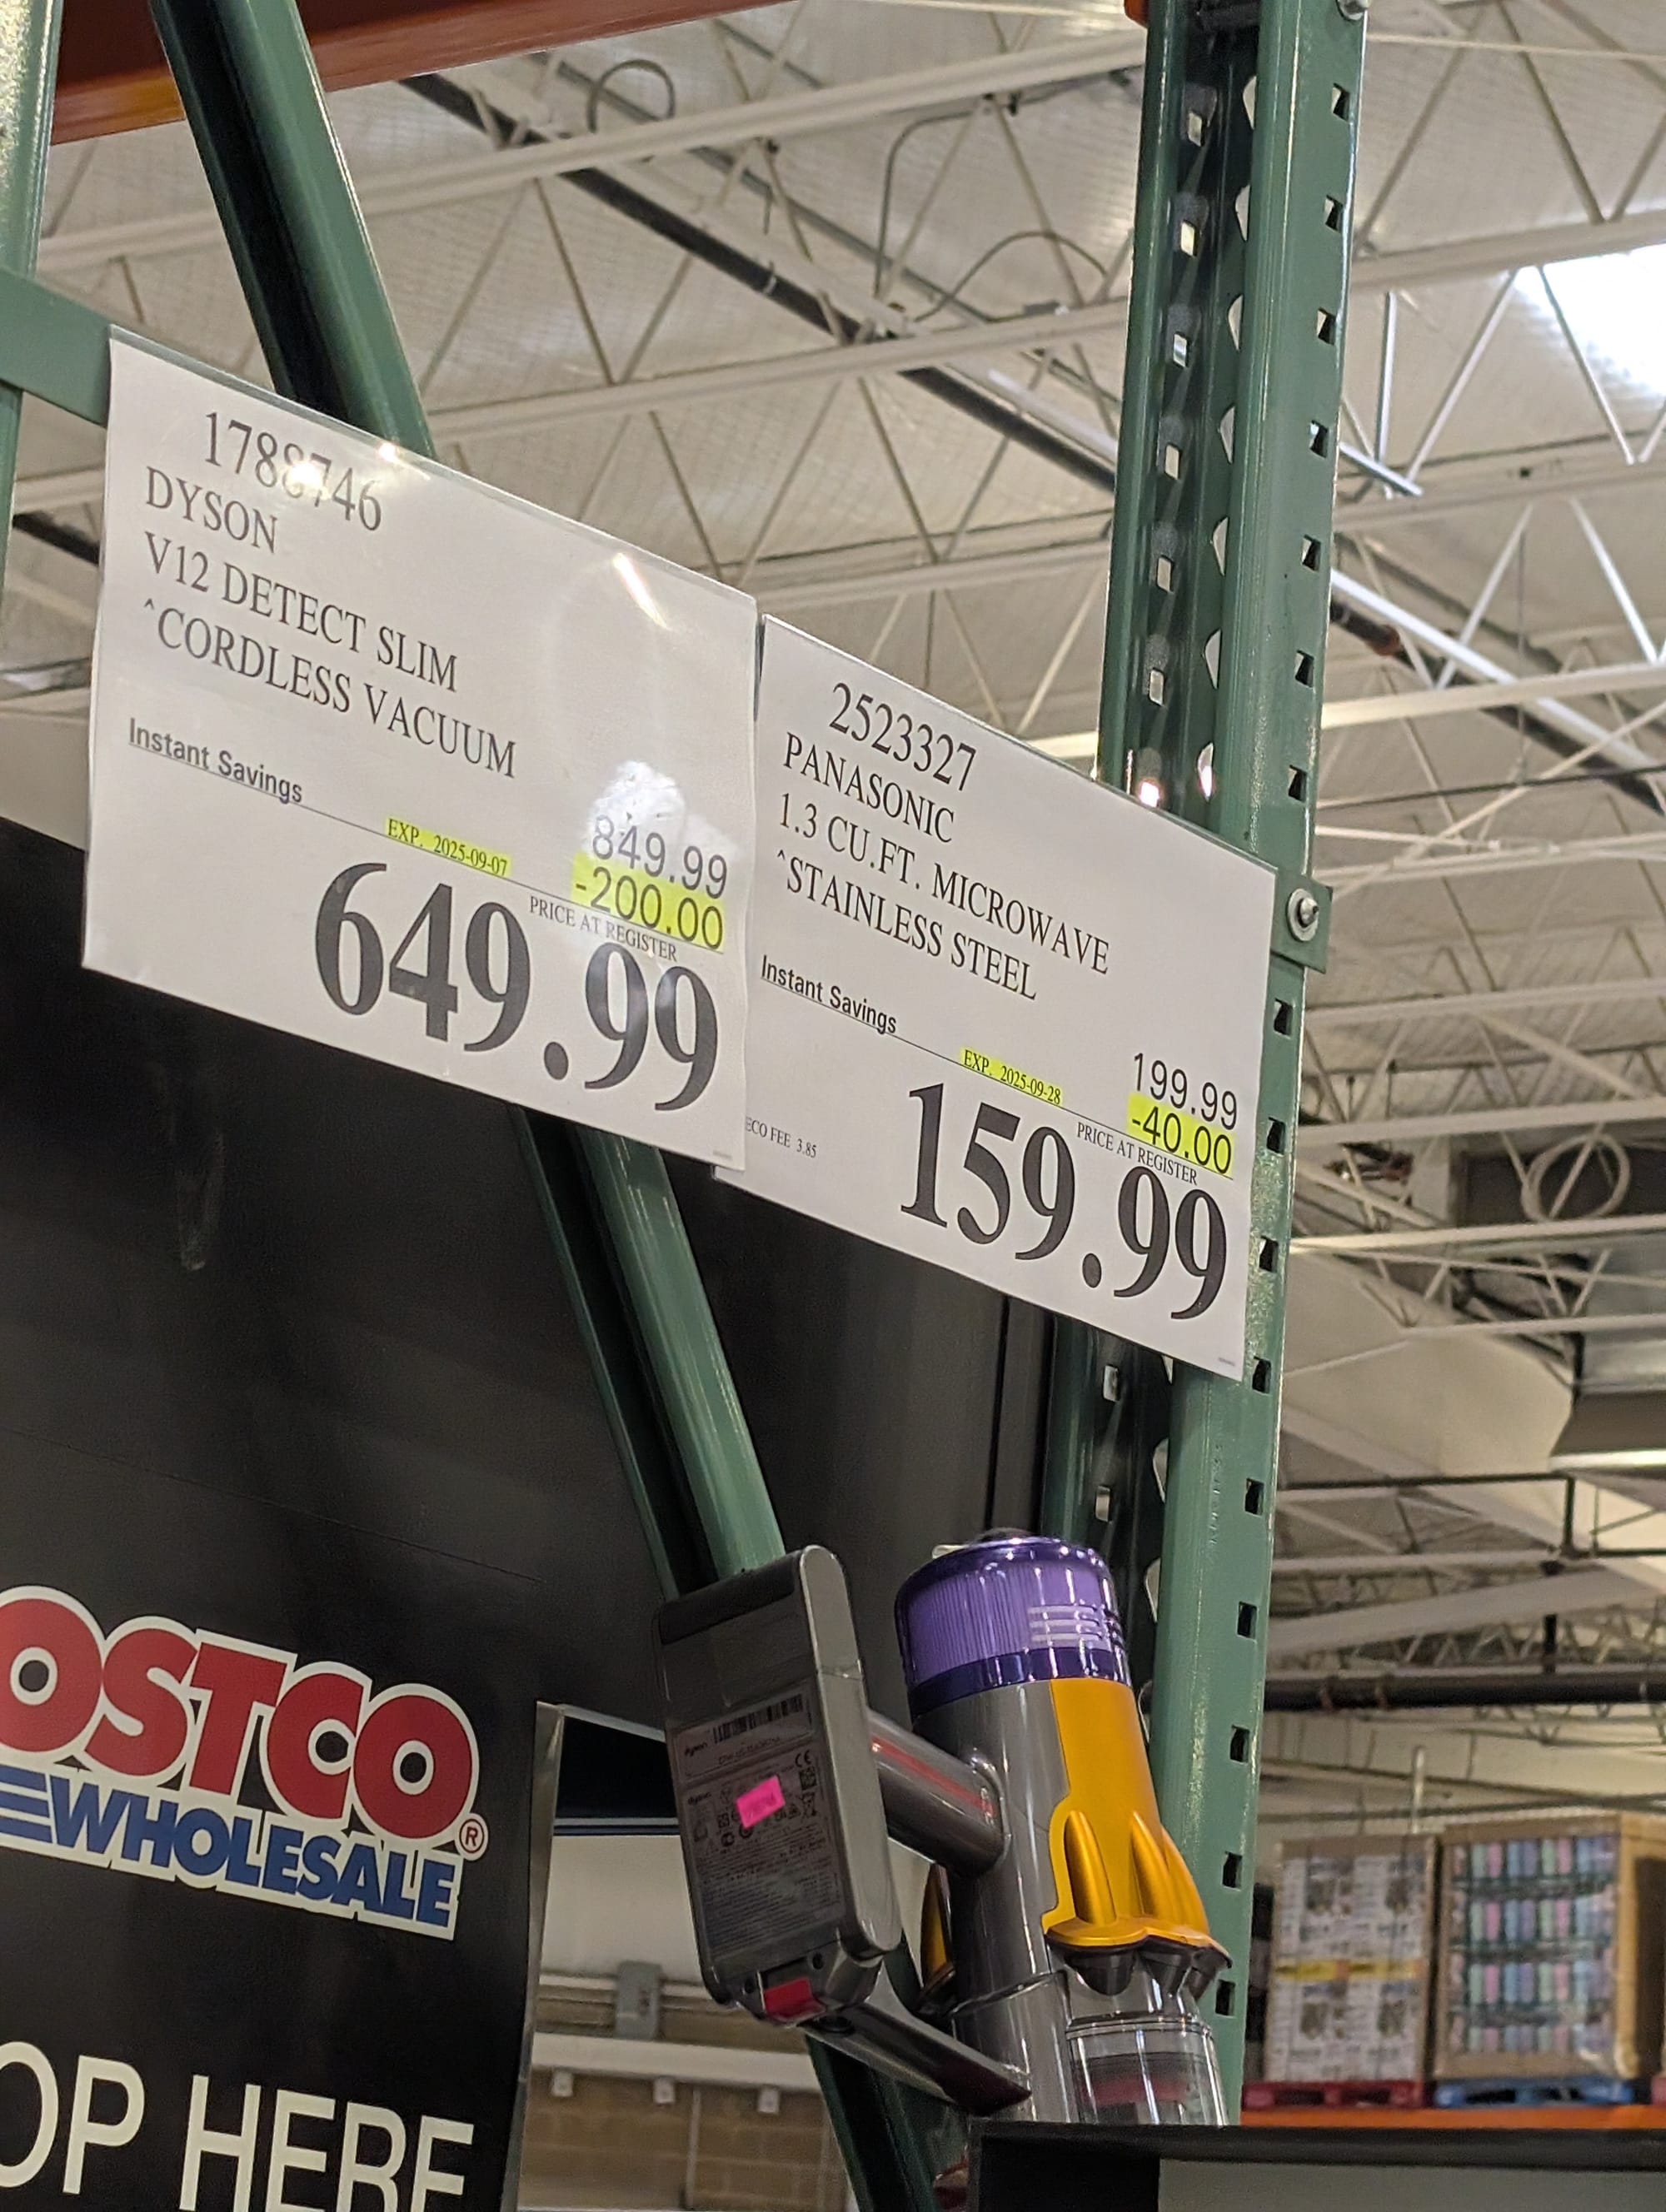 1788746
DYSON
V12 DETECT SLIM
^CORDLESS VACUUM
Instant Savings
EXP. 2025-09-07
849.99
-200.00
PRICE AT REGISTER
649.99
2523327
PANASONIC
1.3 CU.FT. MICROWAVE
^STAINLESS STEEL
Instant Savings
EXP. 2025-09-28
199.99
-40.00
PRICE AT REGISTER
ECO FEE 3.85
159.99
OSTCO
WHOLESALE®
OP HERE
dyson